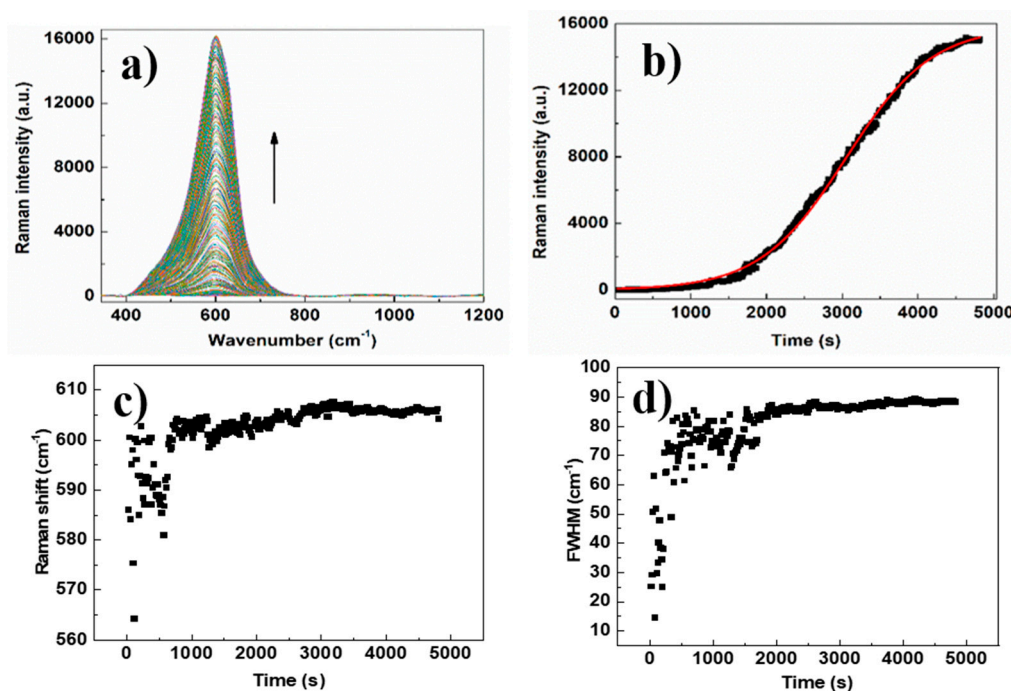 a)
16000
12000
8000
4000
0
Raman intensity (a.u.)
400 600 800 1000 1200
Wavenumber (cm-1)
b)
16000
12000
8000
4000
0
Raman intensity (a.u.)
0 1000 2000 3000 4000 5000
Time (s)
c)
610
600
590
580
570
560
Raman shift (cm-1)
0 1000 2000 3000 4000 5000
Time (s)
d)
100
90
80
70
60
50
40
30
20
10
FWHM (cm-1)
0 1000 2000 3000 4000 5000
Time (s)